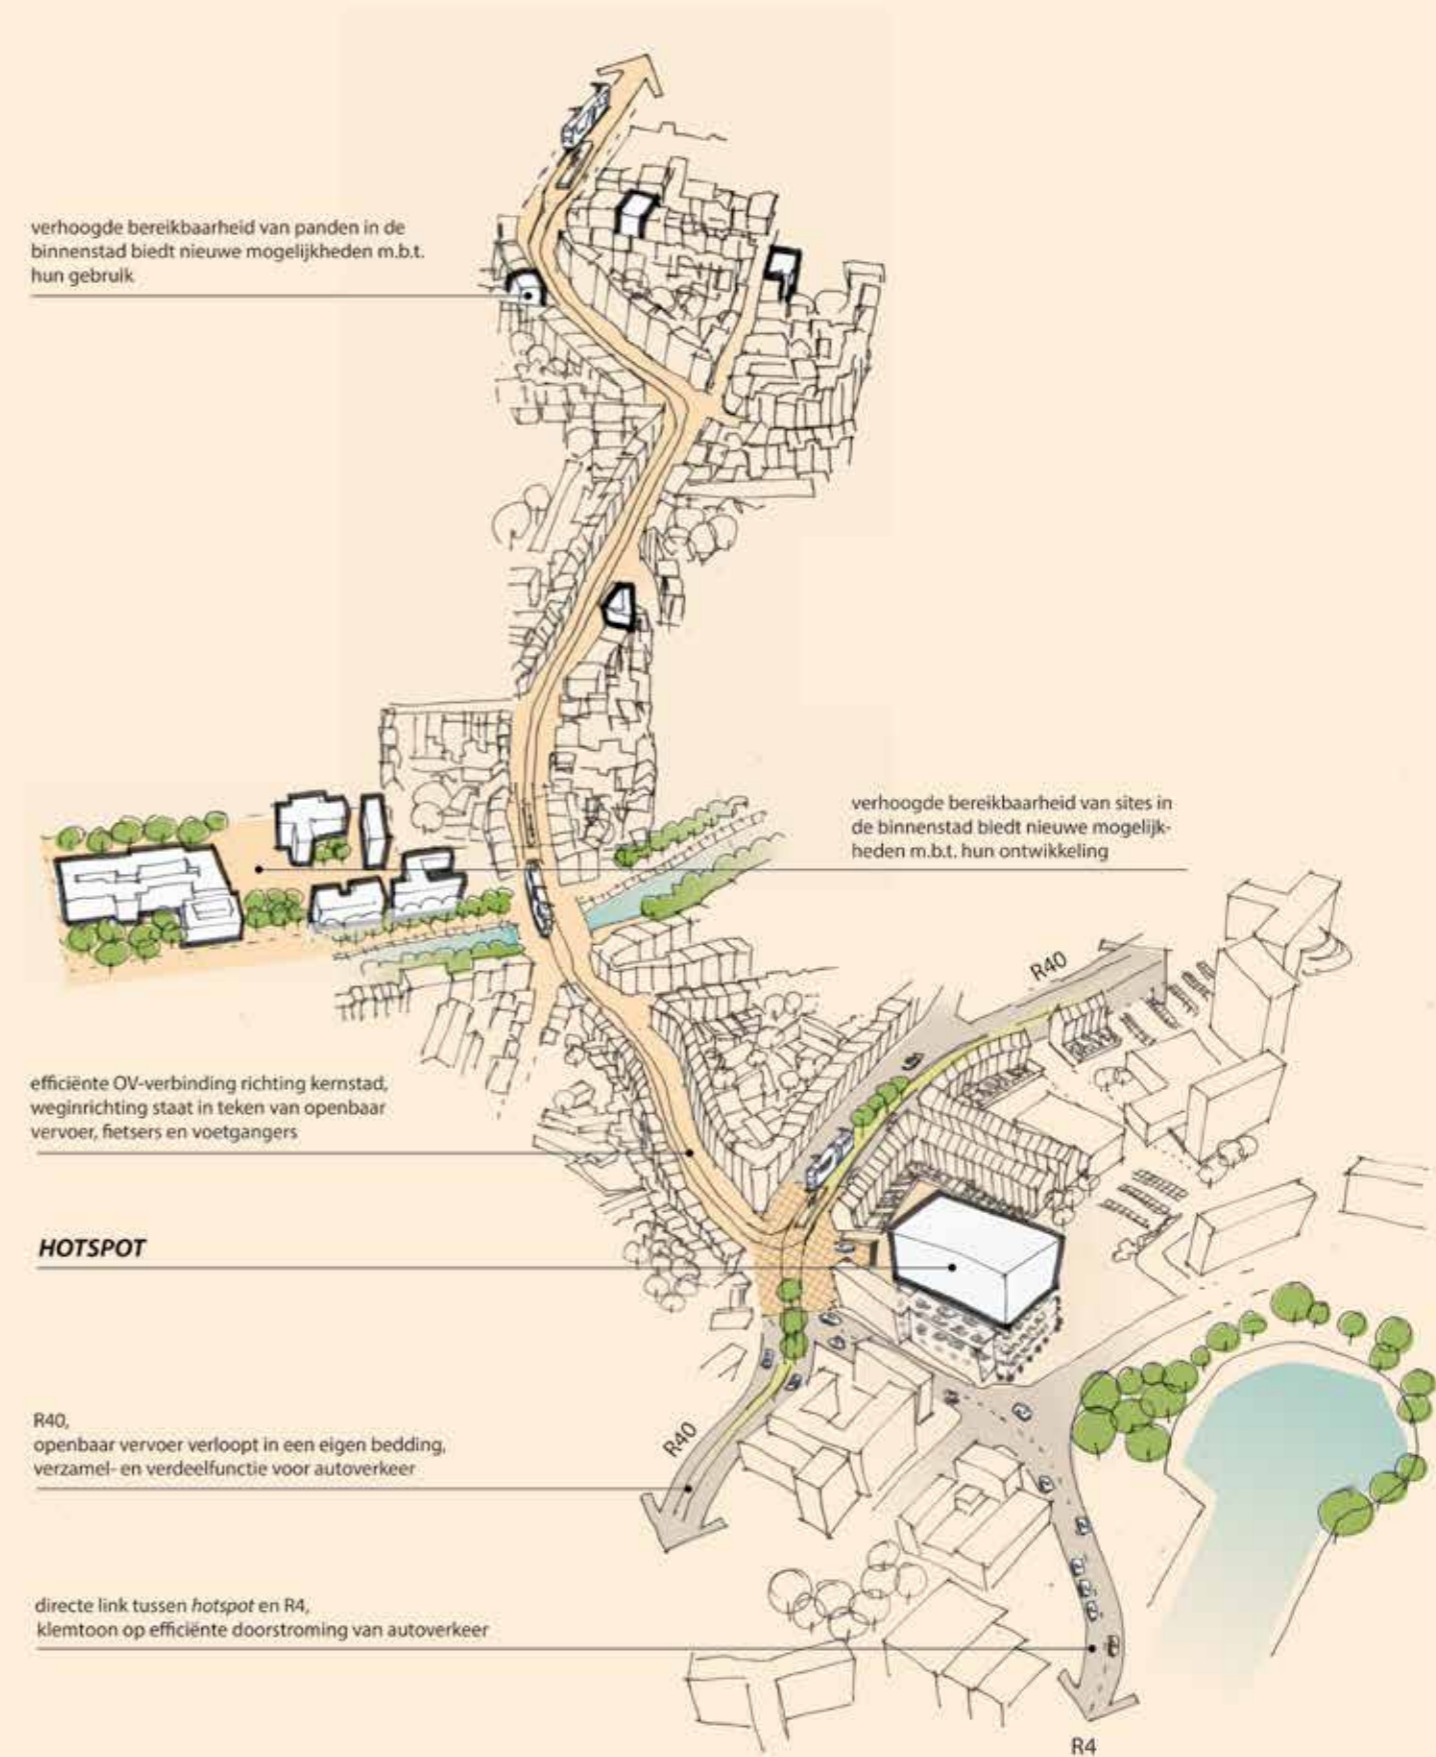 verhoogde bereikbaarheid van panden in de
binnenstad biedt nieuwe mogelijkheden m.b.t.
hun gebruik
verhoogde bereikbaarheid van sites in
de binnenstad biedt nieuwe mogelijk-
heden m.b.t. hun ontwikkeling
R40
efficiënte OV-verbinding richting kernstad,
weginrichting staat in teken van openbaar
vervoer, fietsers en voetgangers
HOTSPOT
R40,
openbaar vervoer verloopt in een eigen bedding,
verzamel- en verdeelfunctie voor autoverkeer
R40
directe link tussen hotspot en R4,
klemtoon op efficiënte doorstroming van autoverkeer
R4